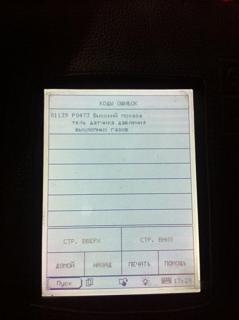 КОДЫ ОШИБОК
01139 P0473 Высокий показа
тель датчика давления
выхлопных газов
СТР. ВВЕРХ СТР. ВНИЗ
ДОМОЙ НАЗАД ПЕЧАТЬ ПОМОЩЬ
Пуск